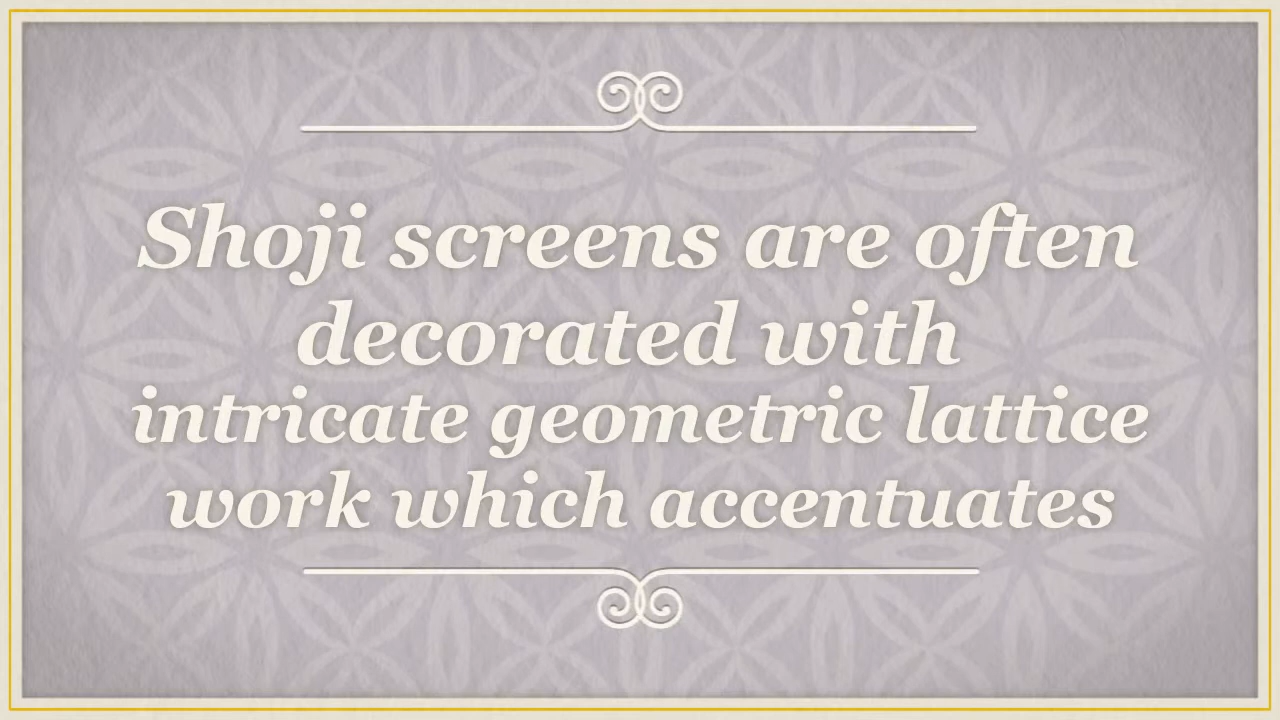 Shoji screens are often
decorated with
intricate geometric lattice
work which accentuates